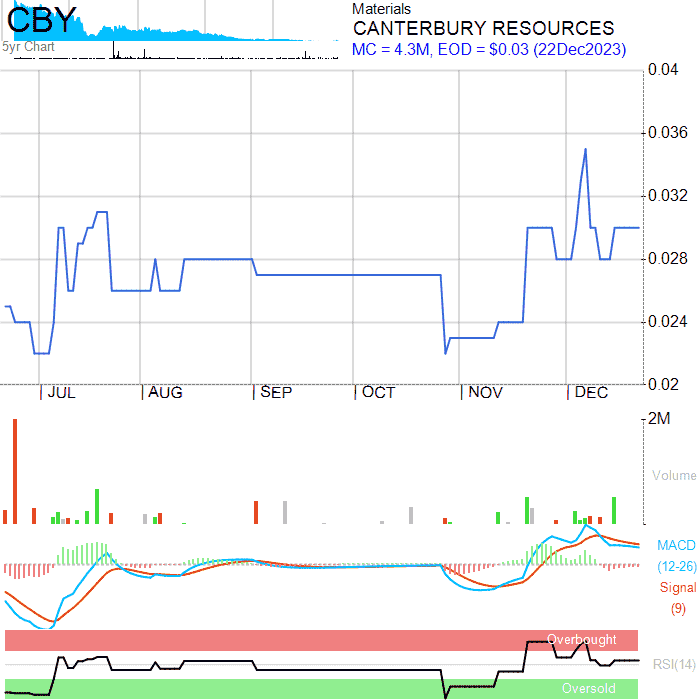 CBY
5yr Chart
Materials
CANTERBURY RESOURCES
MC = 4.3M, EOD = $0.03 (22Dec2023)
0.04
0.036
0.032
0.028
0.024
0.02
JUL AUG SEP OCT NOV DEC
2M
Volume
MACD
(12-26)
Signal
(9)
Overbought
RSI(14)
Oversold